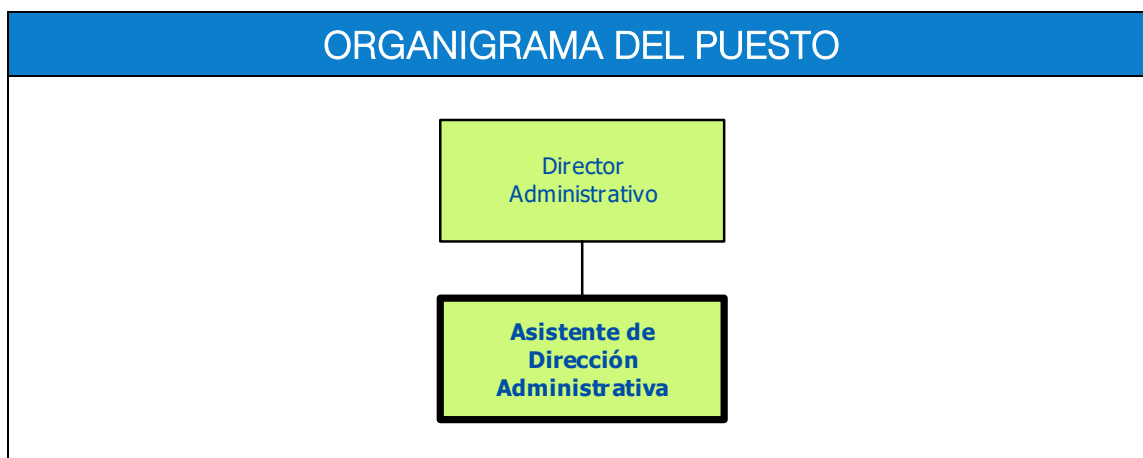 ORGANIGRAMA DEL PUESTO
Director
Administrativo
Asistente de
Dirección
Administrativa